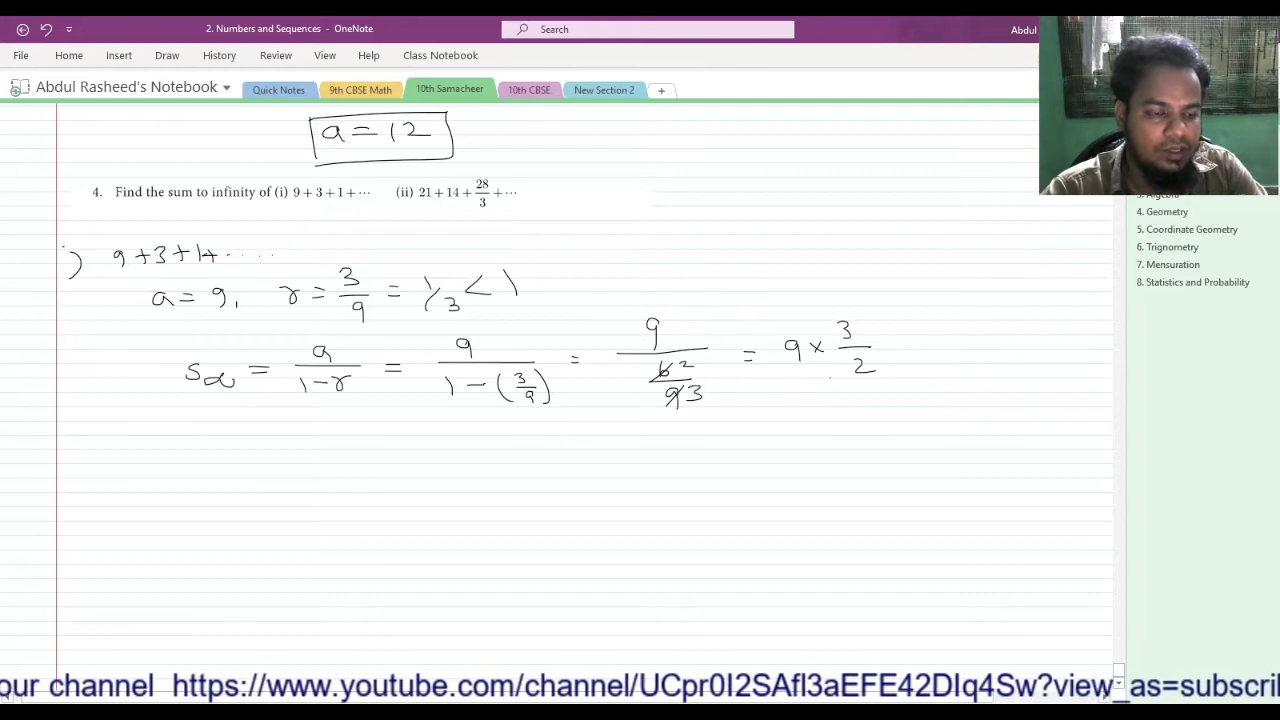 2. Numbers and Sequences - OneNote
Search
Abdul
File Home Insert Draw History Review View Help Class Notebook
Abdul Rasheed's Notebook
Quick Notes 9th CBSE Math 10th Samacheer 10th CBSE New Section 2 +
a = 12
4. Find the sum to infinity of (i) 9 + 3 + 1 + ⋯ (ii) 21 + 14 + 28/3 + ⋯
i) 9 + 3 + 1 + .....
a = 9, r = 3/9 = 1/3 < 1
S∞ = a/(1-r) = 9/(1 - (3/9)) = 9/(6 2/9 3) = 9 × 3/2
3. Algebra
4. Geometry
5. Coordinate Geometry
6. Trignometry
7. Mensuration
8. Statistics and Probability
our channel https://www.youtube.com/channel/UCpr0I2SAfl3aEFE42DIq4Sw?view_as=subscri